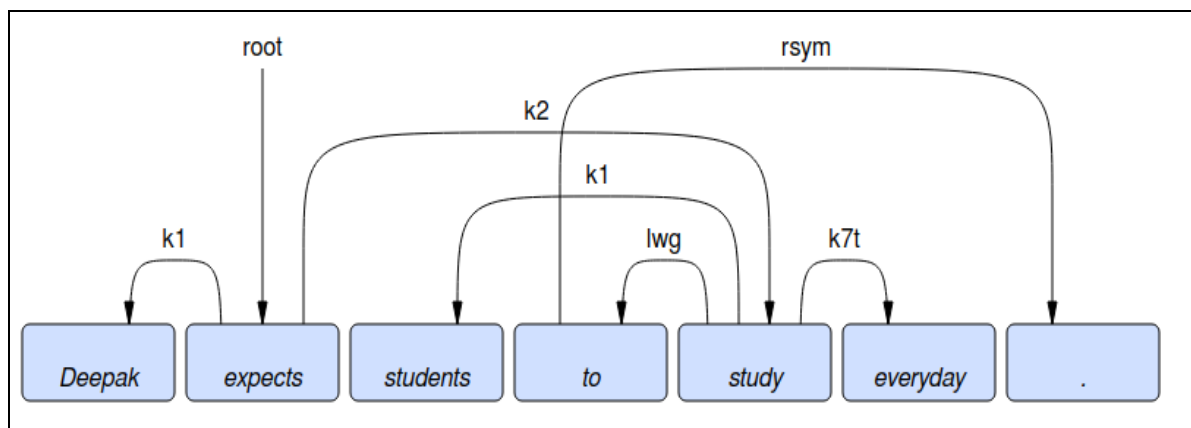 root
rsym
k2
k1
k1
lwg
k7t
Deepak expects students to study everyday .